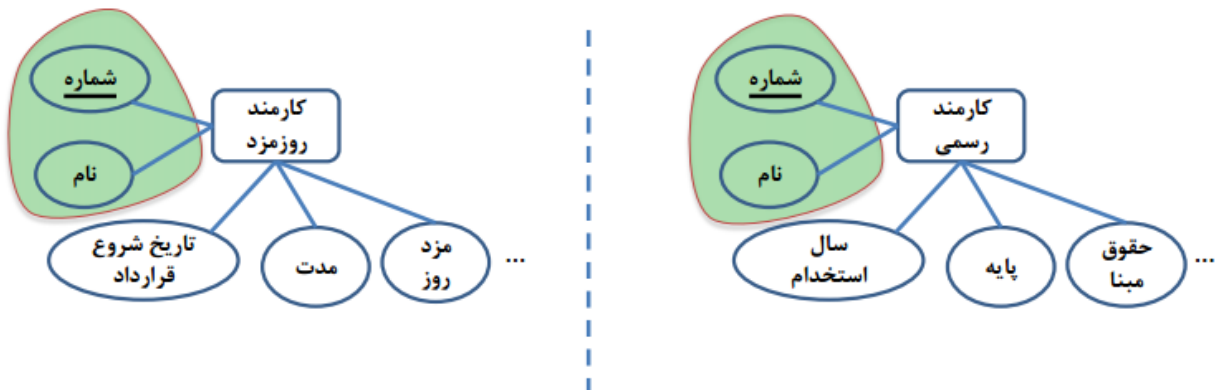 شماره
کارمند
رسمی
نام
سال
استخدام
پایه
حقوق
مبنا
...
شماره
کارمند
روزمزد
نام
تاریخ شروع
قرارداد
مدت
مزد
روز
...